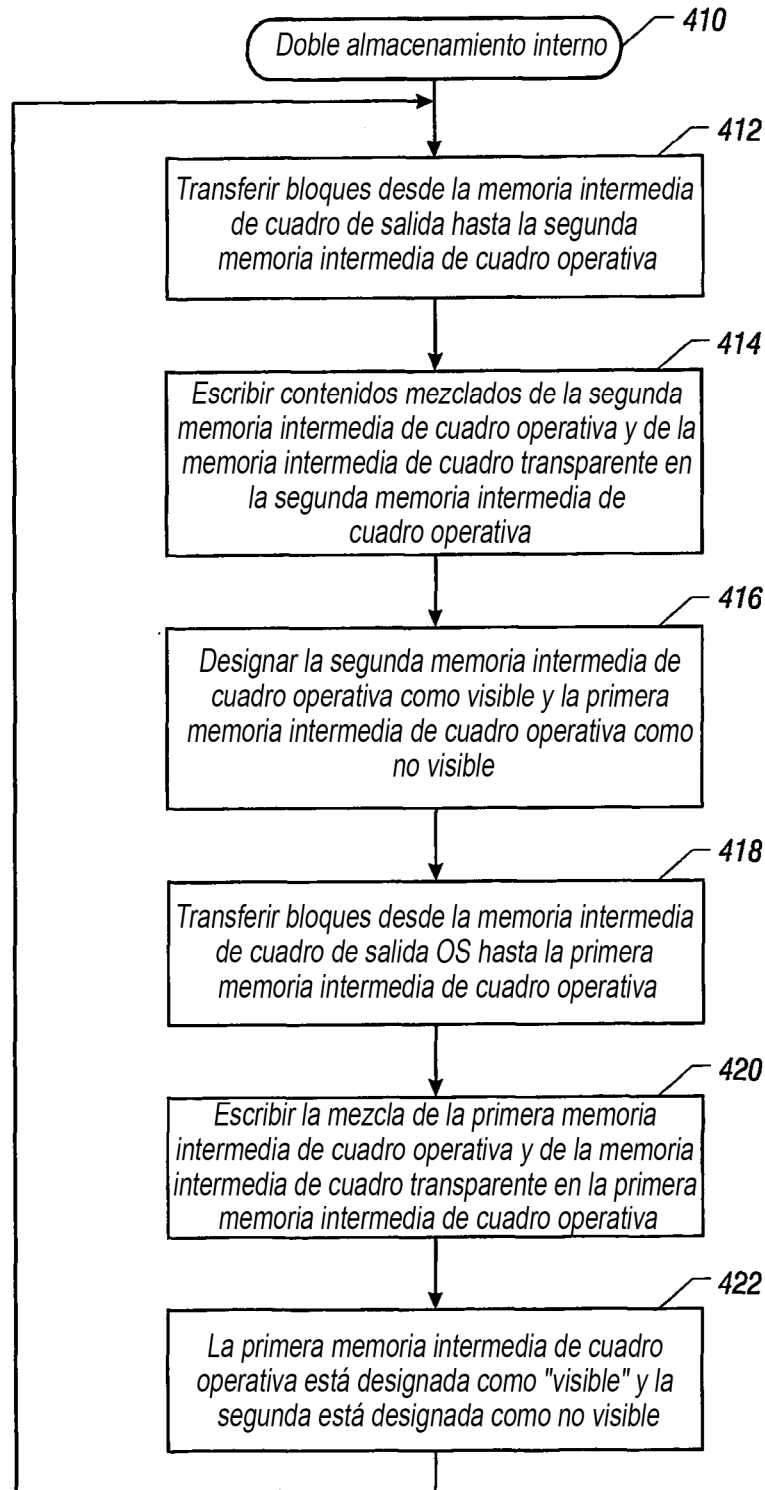 410
Doble almacenamiento interno
412
Transferir bloques desde la memoria intermedia
de cuadro de salida hasta la segunda
memoria intermedia de cuadro operativa
414
Escribir contenidos mezclados de la segunda
memoria intermedia de cuadro operativa y de la
memoria intermedia de cuadro transparente en
la segunda memoria intermedia de
cuadro operativa
416
Designar la segunda memoria intermedia de
cuadro operativa como visible y la primera
memoria intermedia de cuadro operativa como
no visible
418
Transferir bloques desde la memoria intermedia
de cuadro de salida OS hasta la primera
memoria intermedia de cuadro operativa
420
Escribir la mezcla de la primera memoria
intermedia de cuadro operativa y de la memoria
intermedia de cuadro transparente en la primera
memoria intermedia de cuadro operativa
422
La primera memoria intermedia de cuadro
operativa está designada como "visible" y la
segunda está designada como no visible